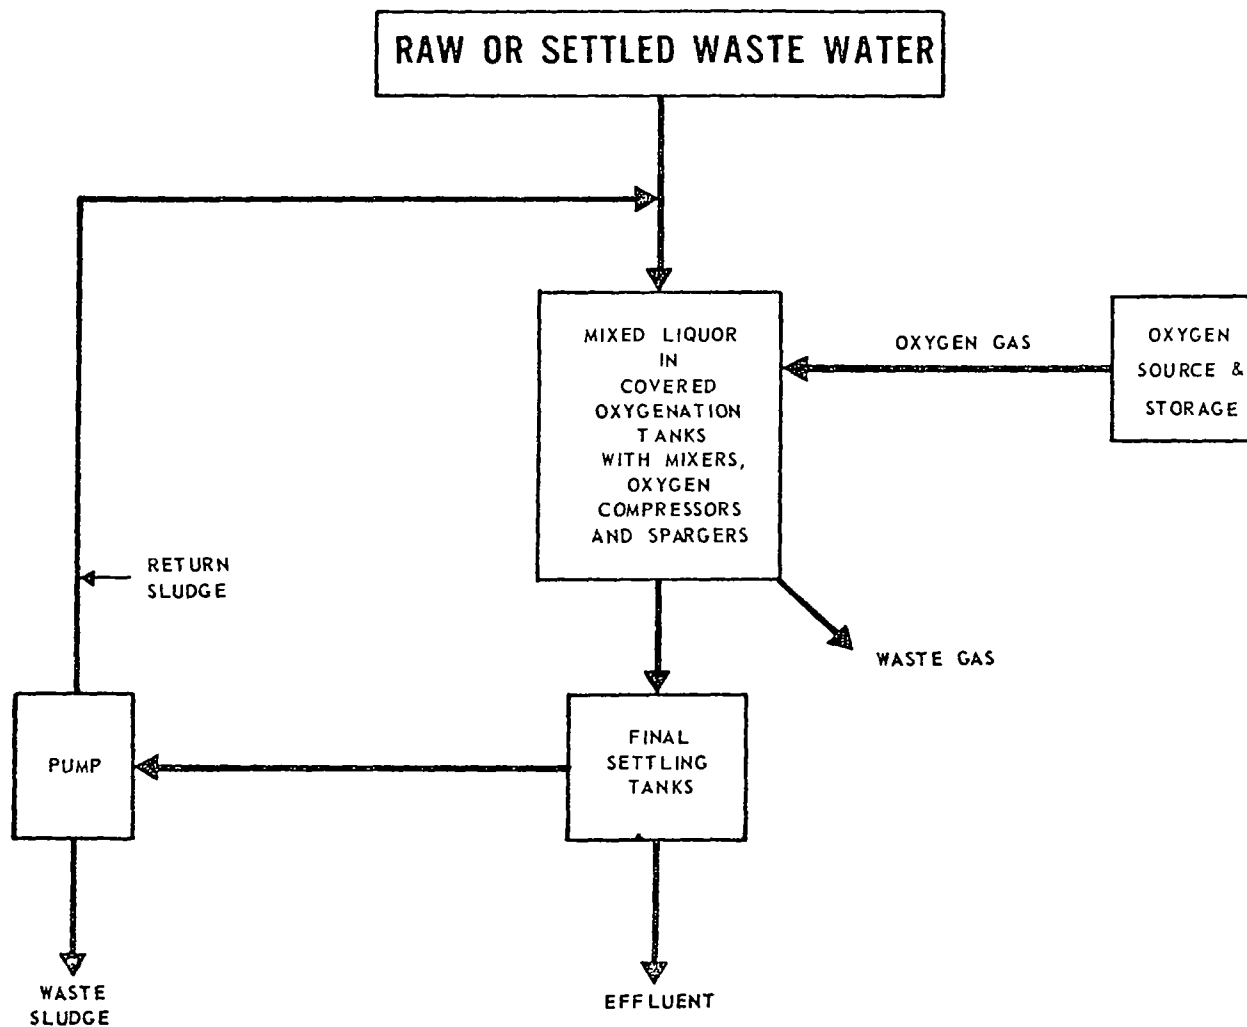 RAW OR SETTLED WASTE WATER
MIXED LIQUOR
IN
COVERED
OXYGENATION
TANKS
WITH MIXERS,
OXYGEN
COMPRESSORS
AND SPARGERS
OXYGEN GAS
OXYGEN
SOURCE &
STORAGE
RETURN
SLUDGE
WASTE GAS
PUMP
FINAL
SETTLING
TANKS
WASTE
SLUDGE
EFFLUENT